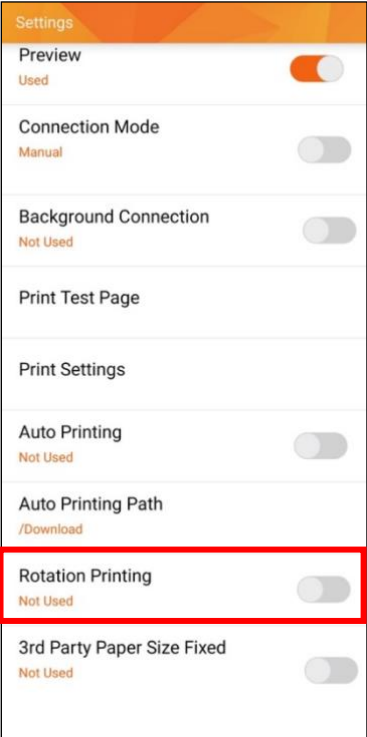 Settings
Preview
Used
Connection Mode
Manual
Background Connection
Not Used
Print Test Page
Print Settings
Auto Printing
Not Used
Auto Printing Path
/Download
Rotation Printing
Not Used
3rd Party Paper Size Fixed
Not Used